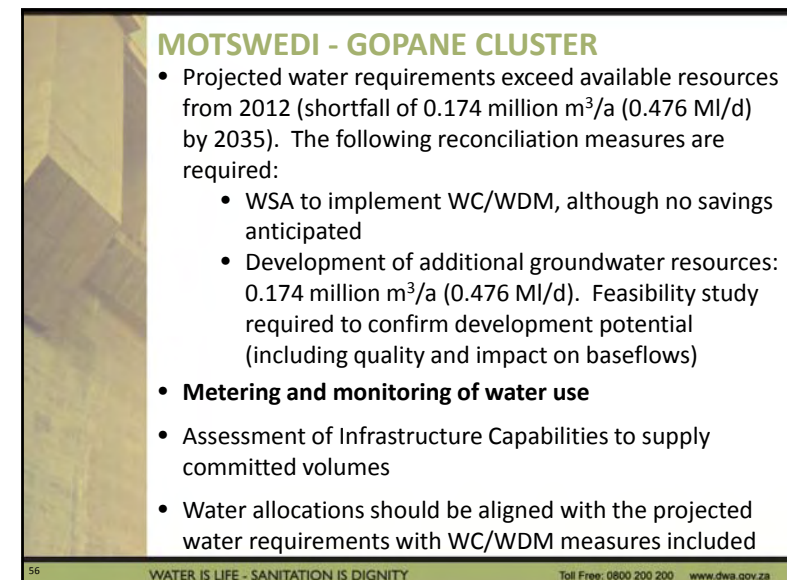 MOTSWEDI - GOPANE CLUSTER
• Projected water requirements exceed available resources
from 2012 (shortfall of 0.174 million m³/a (0.476 Ml/d)
by 2035). The following reconciliation measures are
required:
• WSA to implement WC/WDM, although no savings
anticipated
• Development of additional groundwater resources:
0.174 million m³/a (0.476 Ml/d). Feasibility study
required to confirm development potential
(including quality and impact on baseflows)
• Metering and monitoring of water use
• Assessment of Infrastructure Capabilities to supply
committed volumes
• Water allocations should be aligned with the projected
water requirements with WC/WDM measures included
56 WATER IS LIFE - SANITATION IS DIGNITY Toll Free: 0800 200 200 www.dwa.gov.za